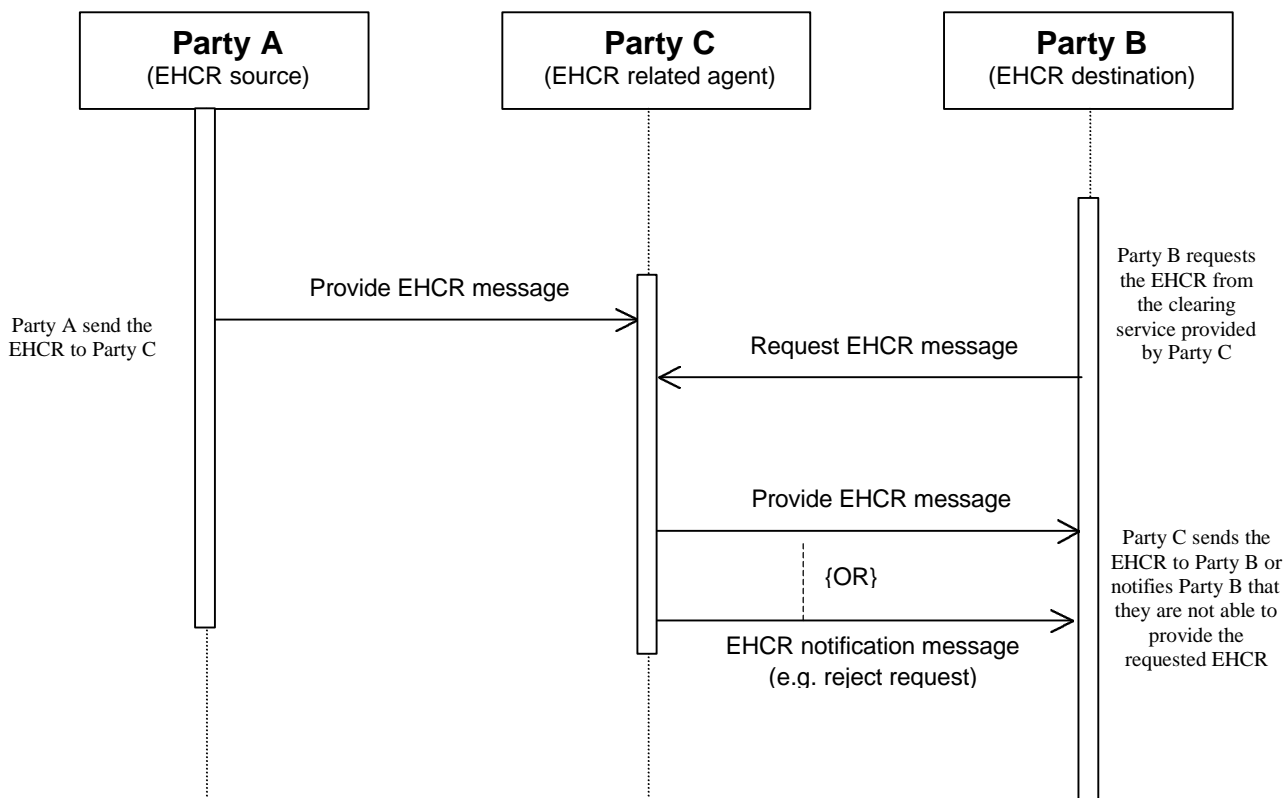 Party A
(EHCR source)
Party C
(EHCR related agent)
Party B
(EHCR destination)
Party B requests
the EHCR from
the clearing
service provided
by Party C
Provide EHCR message
Party A send the
EHCR to Party C
Request EHCR message
Provide EHCR message
{OR}
EHCR notification message
(e.g. reject request)
Party C sends the
EHCR to Party B or
notifies Party B that
they are not able to
provide the
requested EHCR